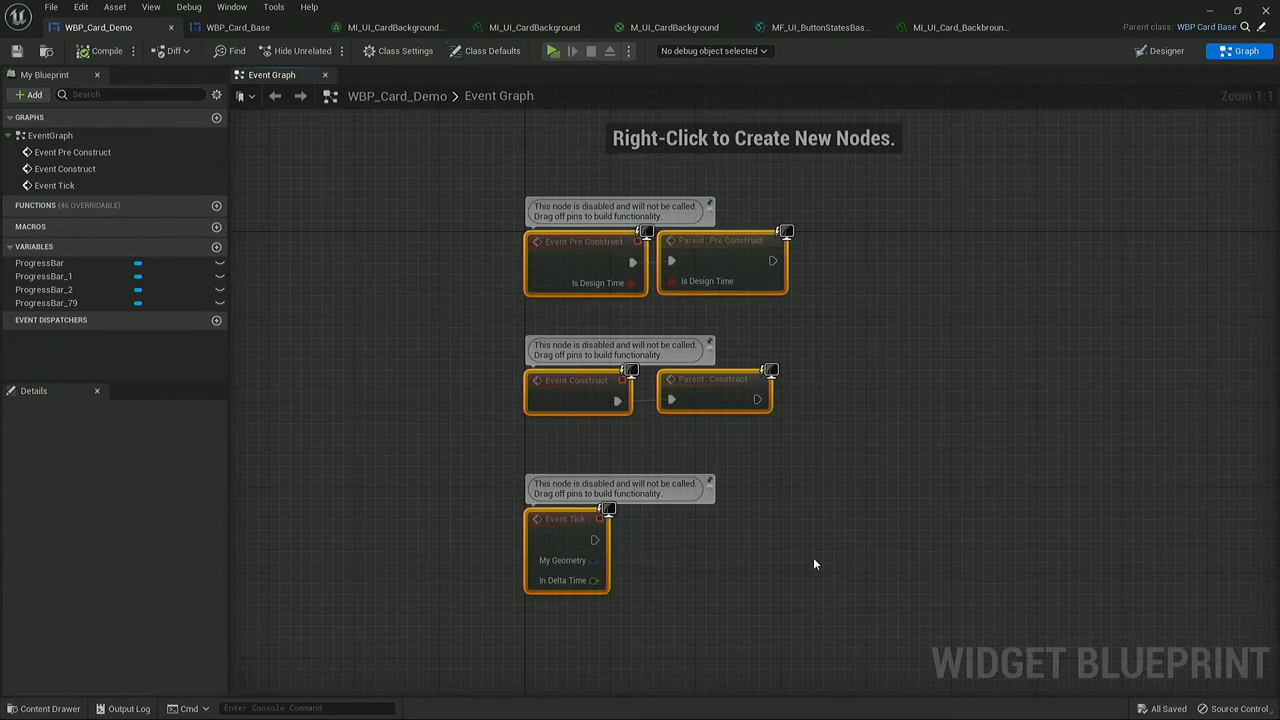 File Edit Asset View Debug Window Tools Help
WBP_Card_Demo
WBP_Card_Base
MI_UI_CardBackground...
MI_UI_CardBackground
M_UI_CardBackground
MF_UI_ButtonStatesBas...
MI_UI_Card_Backbroun...
Parent class: WBP Card Base
Compile
Diff
Find
Hide Unrelated
Class Settings
Class Defaults
No debug object selected
Designer
Graph
My Blueprint
Event Graph
Add
Search
WBP_Card_Demo > Event Graph
Zoom 1:1
GRAPHS
EventGraph
Event Pre Construct
Event Construct
Event Tick
FUNCTIONS (46 OVERRIDABLE)
MACROS
VARIABLES
ProgressBar
ProgressBar_1
ProgressBar_2
ProgressBar_79
EVENT DISPATCHERS
Details
Right-Click to Create New Nodes.
This node is disabled and will not be called.
Drag off pins to build functionality.
Event Pre Construct
Is Design Time
Parent: Pre Construct
Is Design Time
This node is disabled and will not be called.
Drag off pins to build functionality.
Event Construct
Parent: Construct
This node is disabled and will not be called.
Drag off pins to build functionality.
Event Tick
My Geometry
In Delta Time
WIDGET BLUEPRINT
Content Drawer
Output Log
Cmd
Enter Console Command
All Saved
Source Control